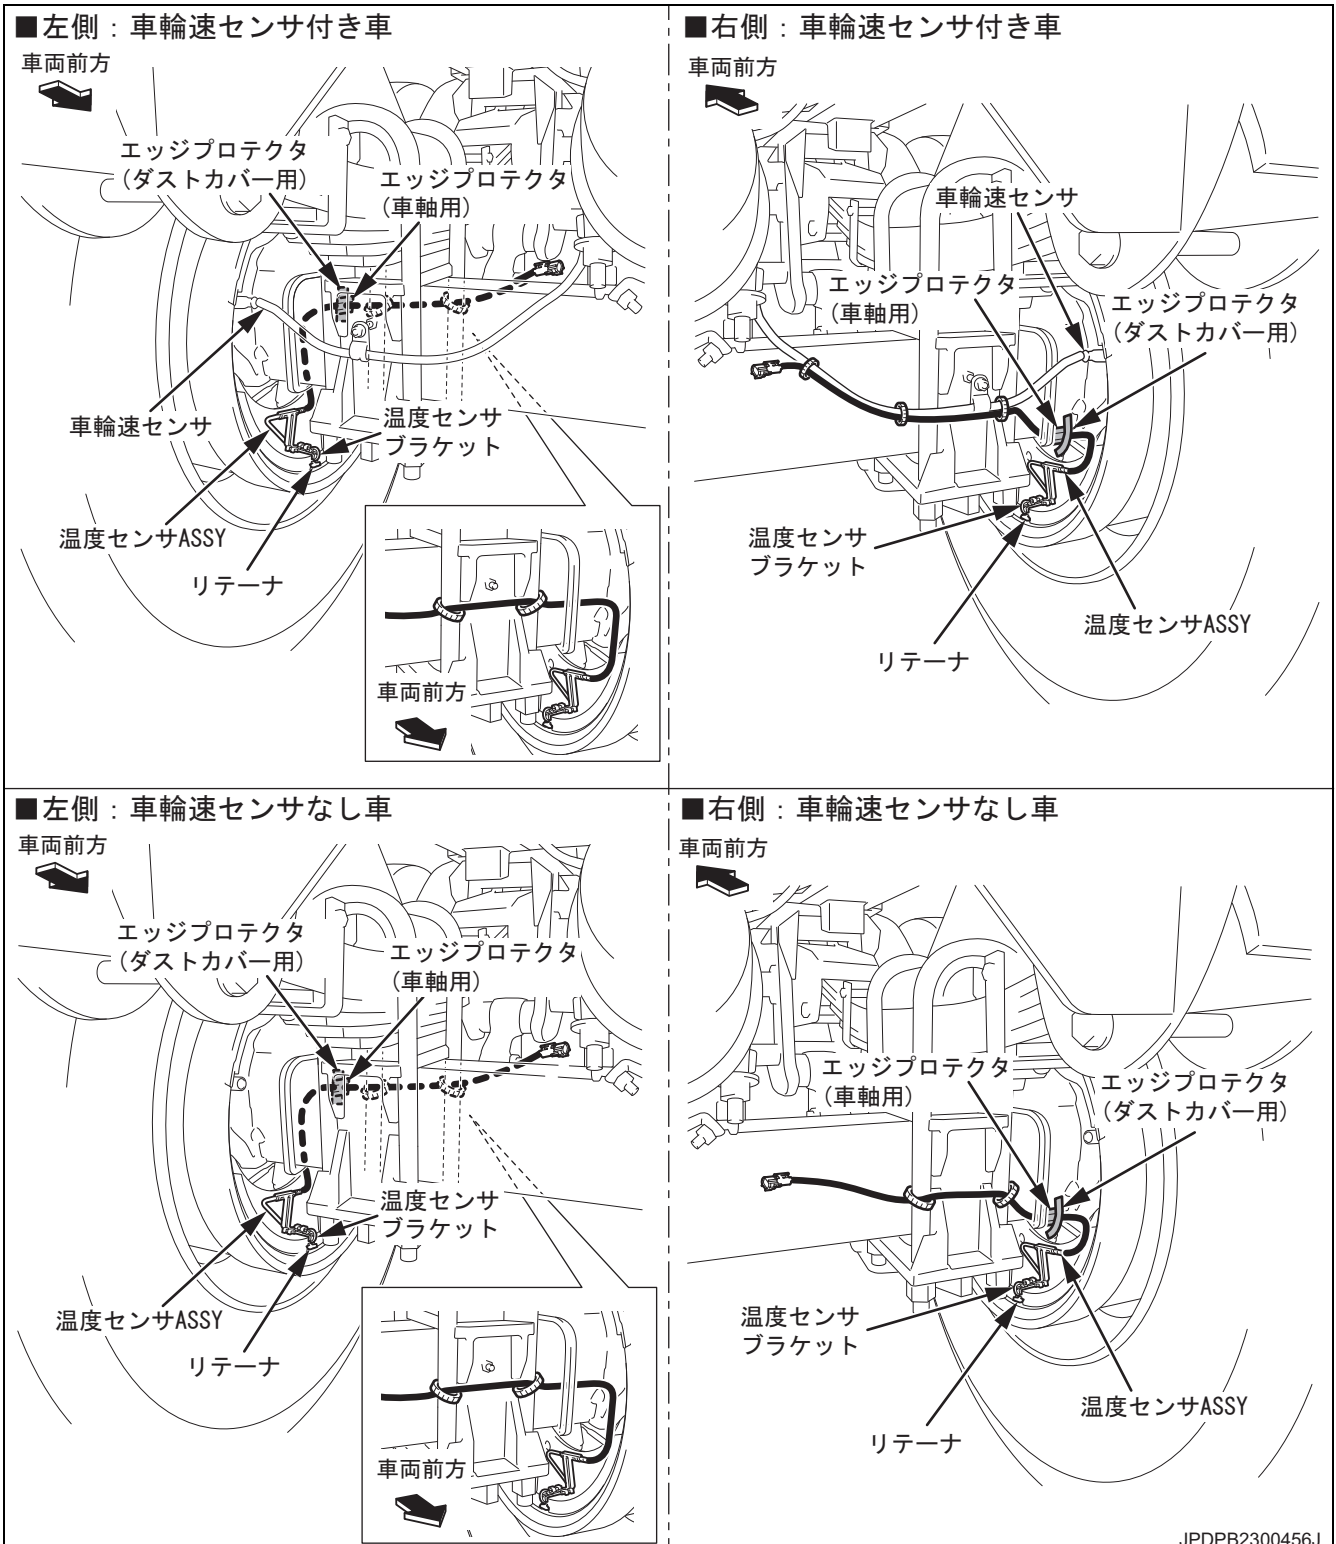 ■左側：車輪速センサ付き車
車両前方
エッジプロテクタ
(ダストカバー用)
エッジプロテクタ
(車軸用)
車輪速センサ
温度センサ
ブラケット
温度センサASSY
リテーナ
車両前方
■右側：車輪速センサ付き車
車両前方
車輪速センサ
エッジプロテクタ
(車軸用)
エッジプロテクタ
(ダストカバー用)
温度センサ
ブラケット
温度センサASSY
リテーナ
■左側：車輪速センサなし車
車両前方
エッジプロテクタ
(ダストカバー用)
エッジプロテクタ
(車軸用)
温度センサ
ブラケット
温度センサASSY
リテーナ
車両前方
■右側：車輪速センサなし車
車両前方
エッジプロテクタ
(車軸用)
エッジプロテクタ
(ダストカバー用)
温度センサ
ブラケット
温度センサASSY
リテーナ
JPDPB2300456J